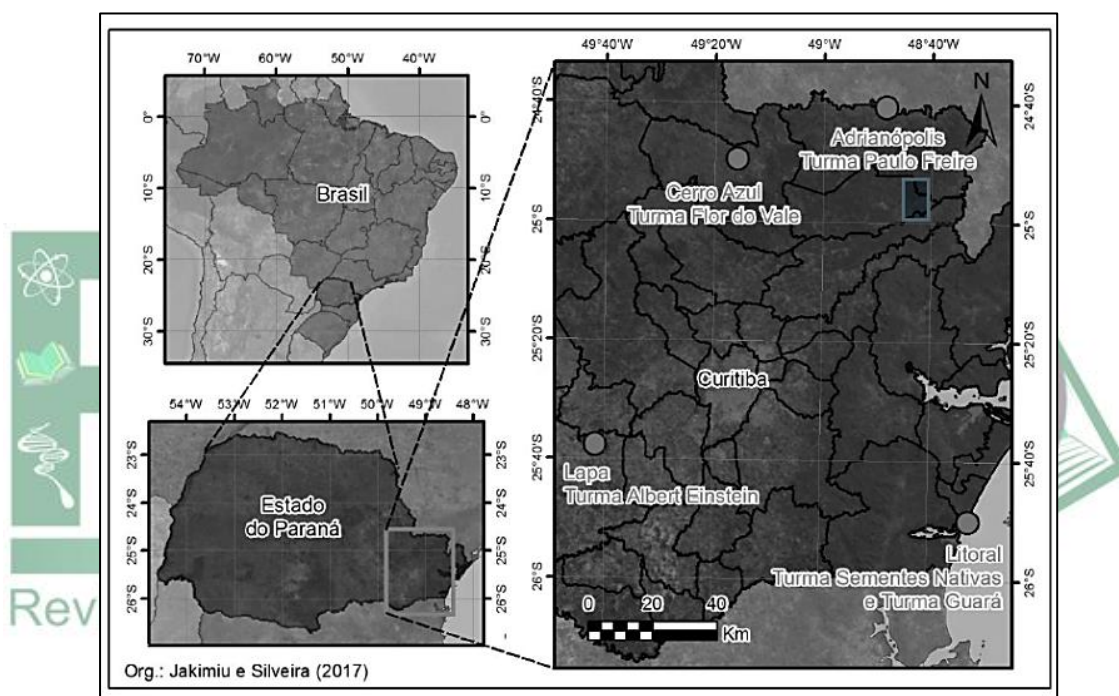 70°W 60°W 50°W 40°W
0°
10°S
20°S
30°S
0°
10°S
20°S
30°S
Brasil
54°W 53°W 52°W 51°W 50°W 49°W 48°W
23°S
24°S
25°S
26°S
23°S
24°S
25°S
26°S
Estado
do Paraná
49°40'W 49°20'W 49°W 48°40'W
24°40'S
25°S
25°20'S
25°40'S
26°S
24°40'S
25°S
25°20'S
25°40'S
26°S
N
Adrianópolis
Turma Paulo Freire
Cerro Azul
Turma Flor do Vale
Curitiba
Lapa
Turma Albert Einstein
Litoral
Turma Sementes Nativas
e Turma Guará
0 20 40
Km
Org.: Jakimiu e Silveira (2017)
Rev